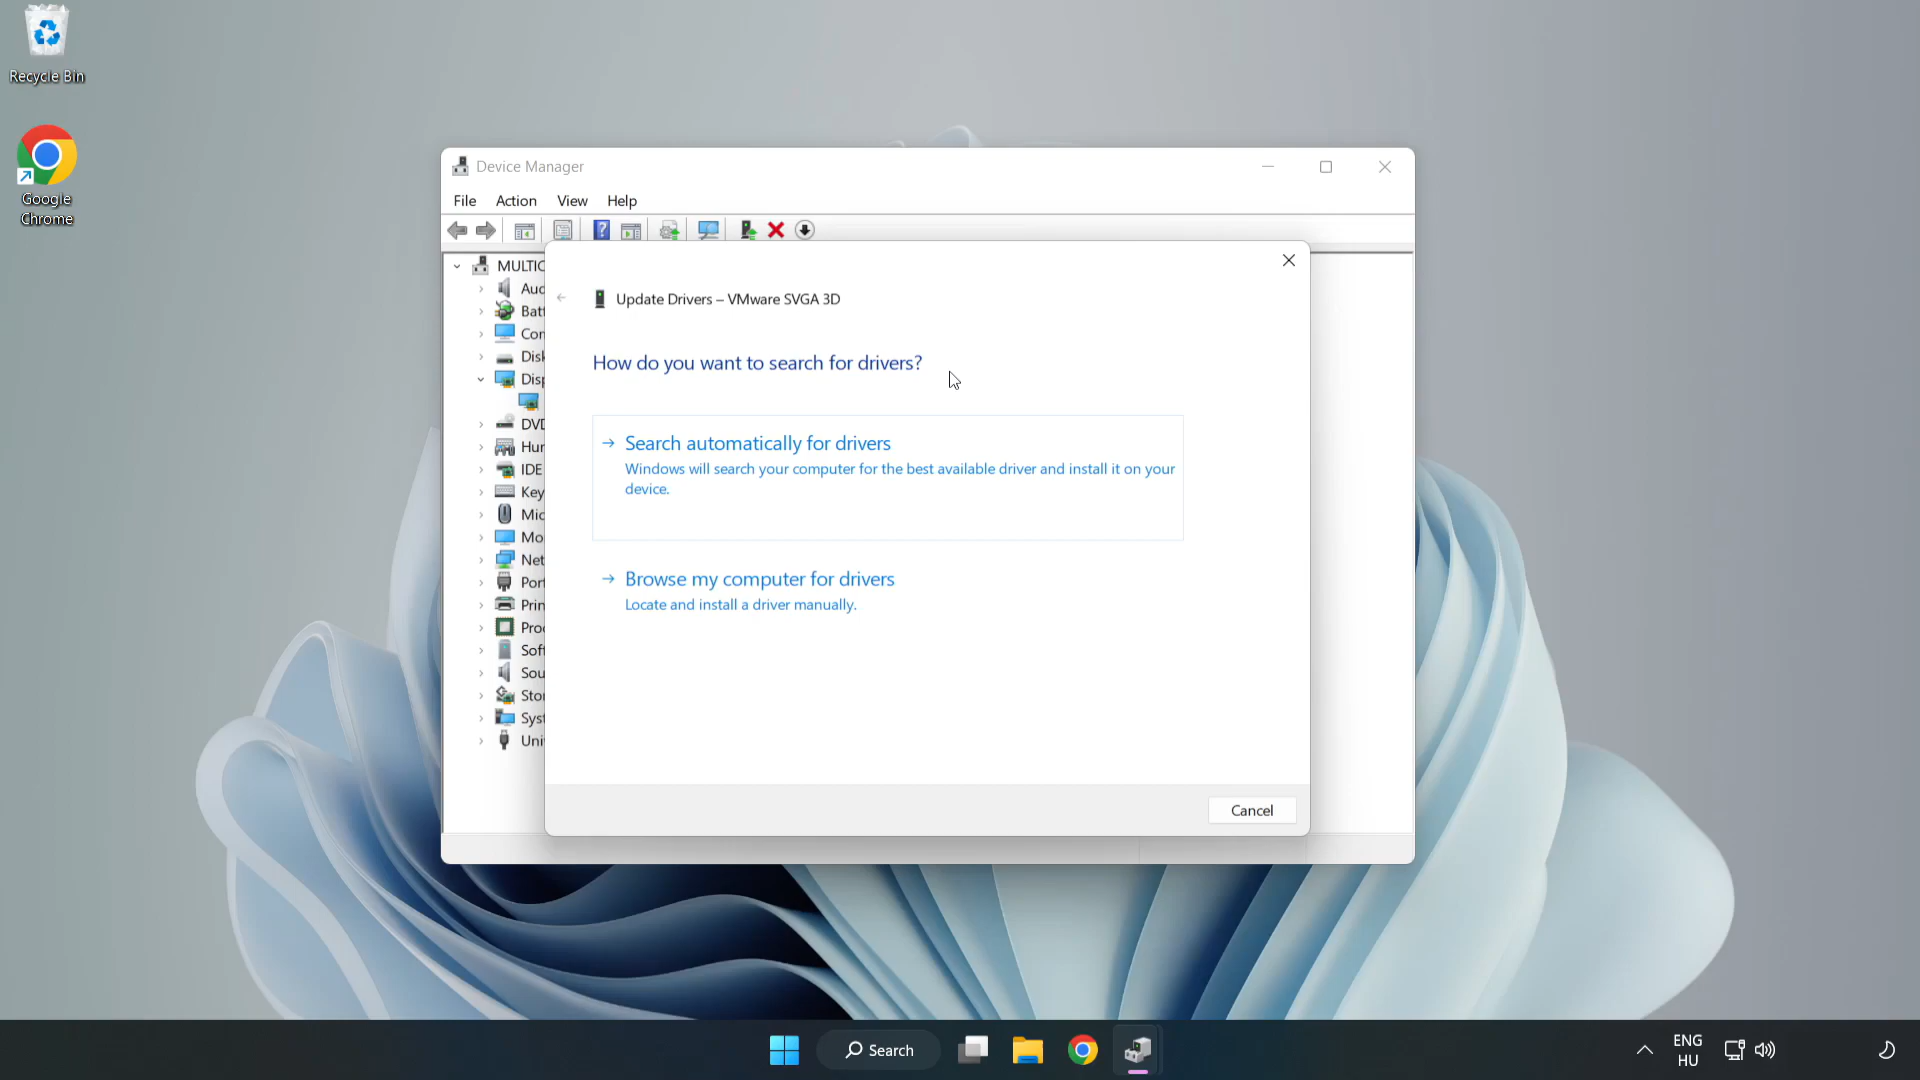 Recycle Bin
Google
Chrome
Device Manager
File Action View Help
Update Drivers – VMware SVGA 3D
How do you want to search for drivers?
Search automatically for drivers
Windows will search your computer for the best available driver and install it on your
device.
Browse my computer for drivers
Locate and install a driver manually.
Cancel
MULTIC
Aud
Batt
Con
Disk
Disp
DVD
Hur
IDE
Key
Mic
Mo
Net
Port
Prin
Proc
Soft
Sou
Stor
Syst
Uni
Search
ENG
HU